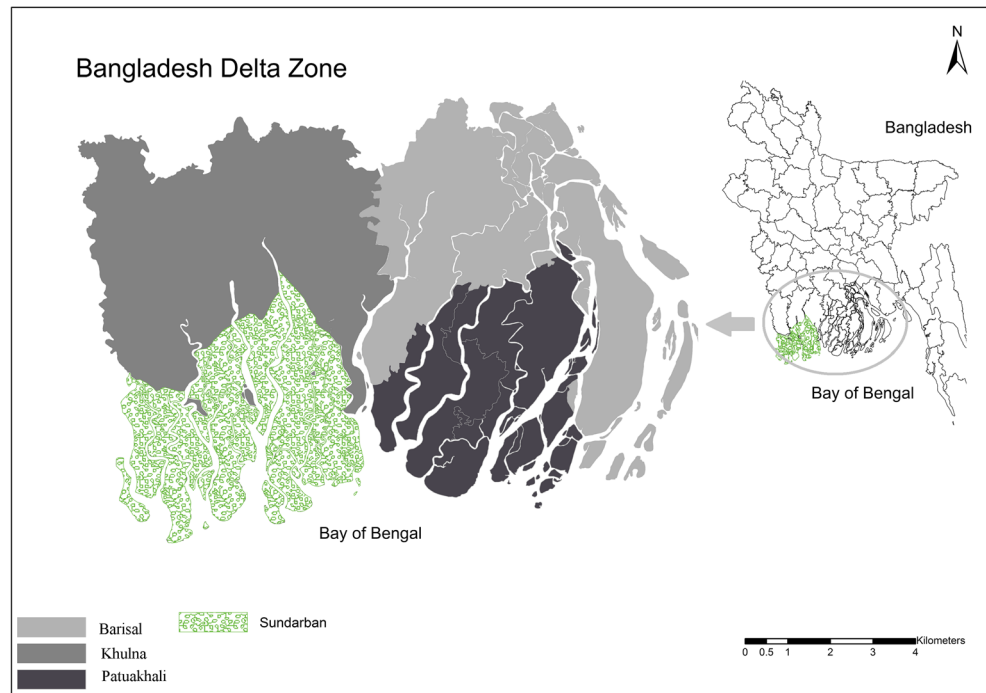 N
Bangladesh Delta Zone
Bangladesh
Bay of Bengal
Bay of Bengal
Barisal
Sundarban
Khulna
Patuakhali
Kilometers
0 0.5 1 2 3 4